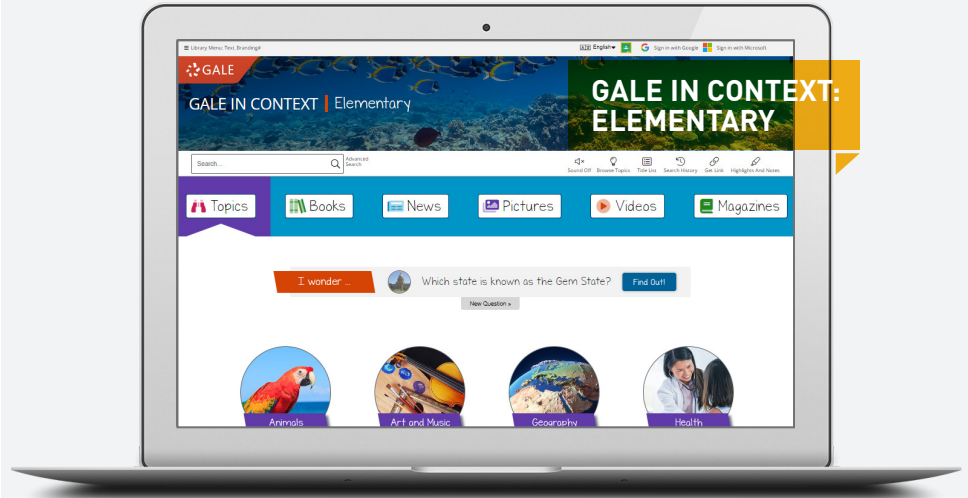 Library Menu: Text_Branding#
English
Sign in with Google
Sign in with Microsoft
GALE
GALE IN CONTEXT | Elementary
GALE IN CONTEXT:
ELEMENTARY
Search...
Advanced
Search
Sound Off
Browse Topics
Title List
Search History
Get Link
Highlights And Notes
Topics
Books
News
Pictures
Videos
Magazines
I wonder ...
Which state is known as the Gem State?
Find Out!
New Question »
Animals
Art and Music
Geography
Health